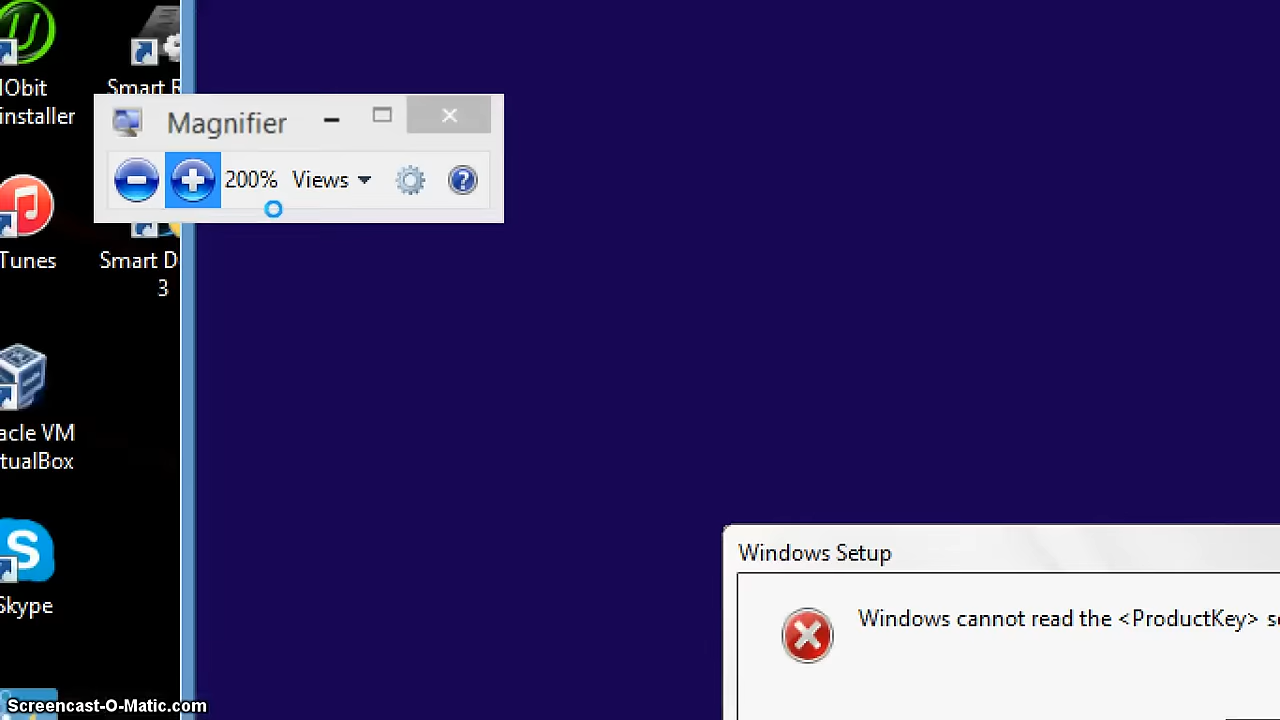 IObit
installer
Smart
Magnifier
200% Views
Tunes
Smart D
3
acle VM
tualBox
Skype
Windows Setup
Windows cannot read the <ProductKey> se
Screencast-O-Matic.com